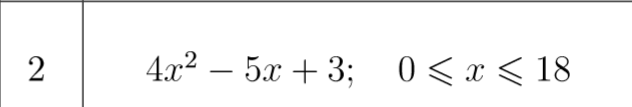 2 4x² − 5x + 3; 0 ⩽ x ⩽ 18